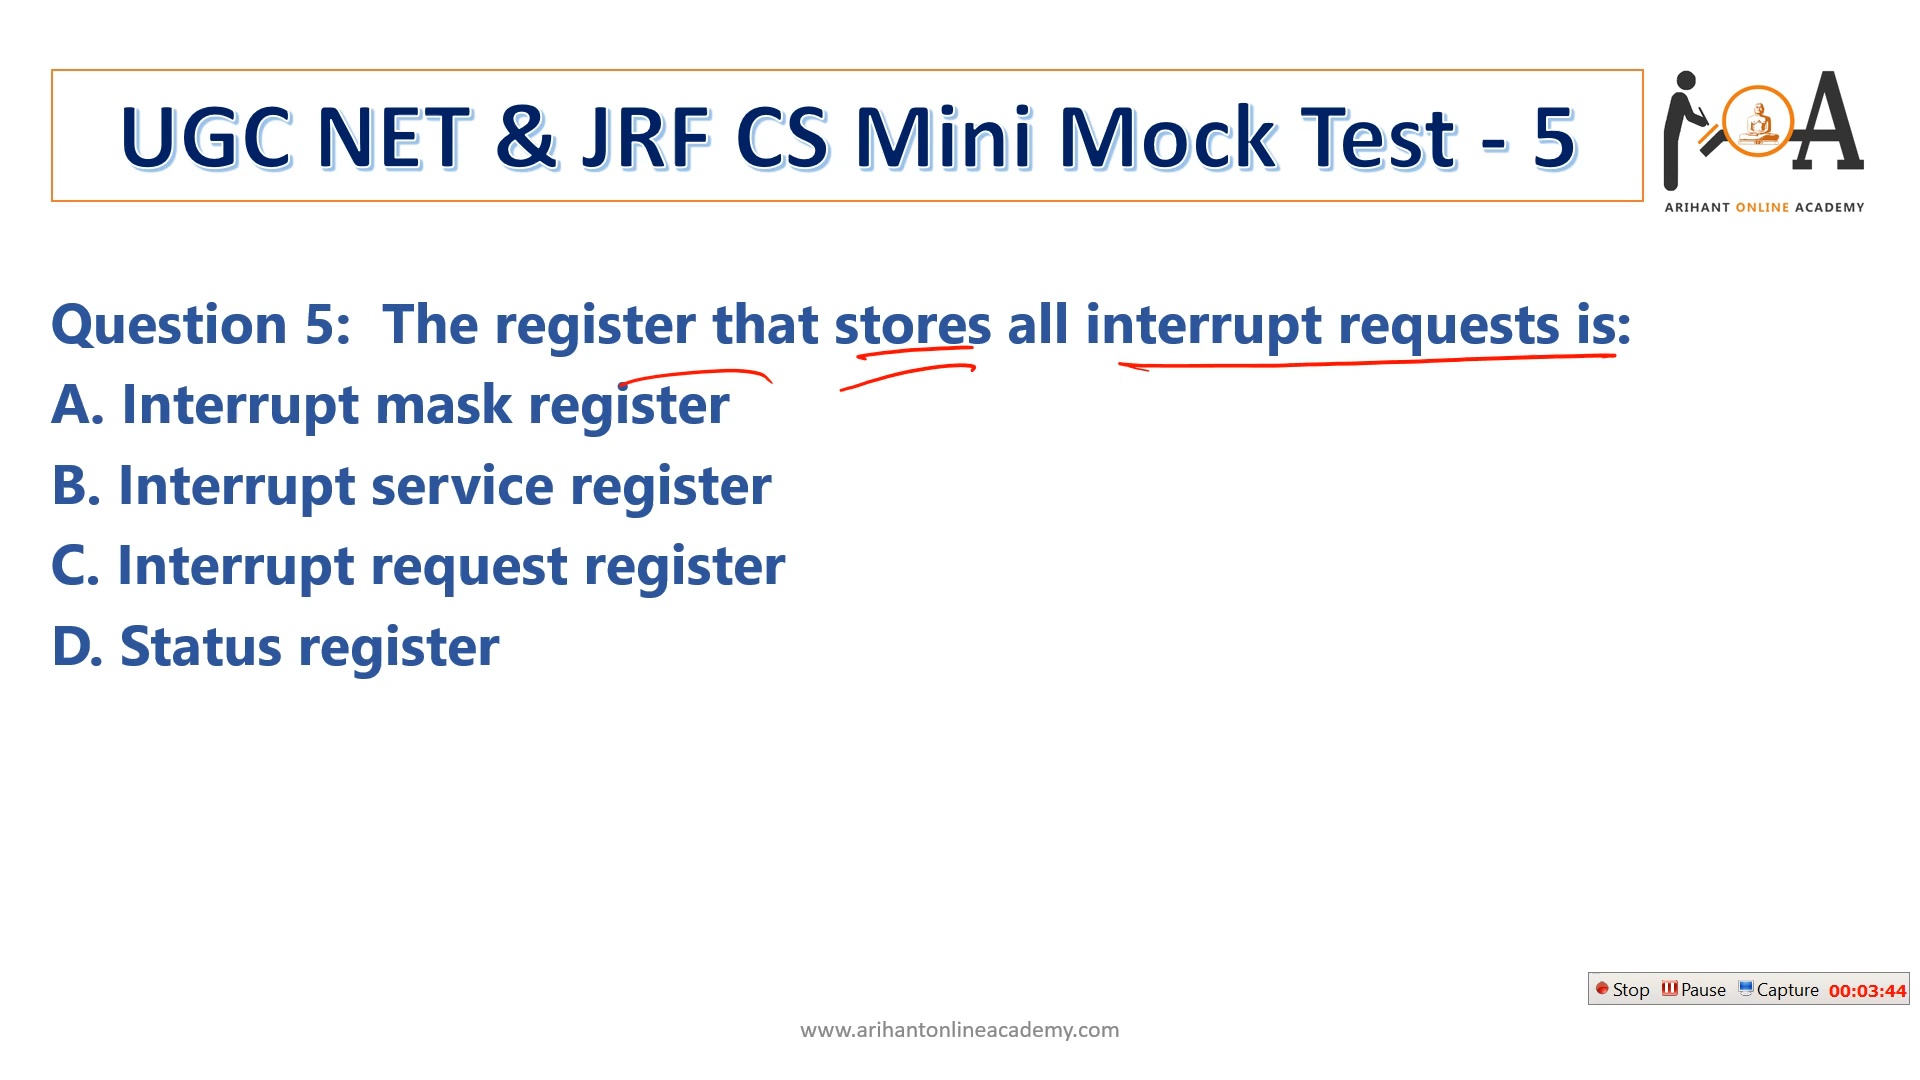 UGC NET & JRF CS Mini Mock Test - 5
ARIHANT ONLINE ACADEMY
Question 5: The register that stores all interrupt requests is:
A. Interrupt mask register
B. Interrupt service register
C. Interrupt request register
D. Status register
Stop Pause Capture 00:03:44
www.arihantonlineacademy.com